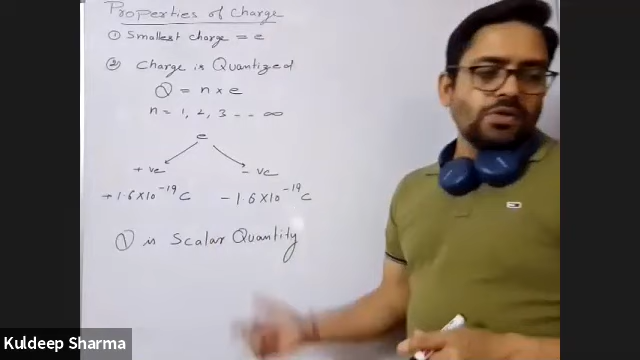 Properties of Charge
① Smallest charge = e
② Charge is Quantized
Q = n × e
n = 1, 2, 3 - - - ∞
e
+ ve - ve
+1.6×10⁻¹⁹ C - 1.6×10⁻¹⁹ C
Q is Scalar Quantity
Kuldeep Sharma